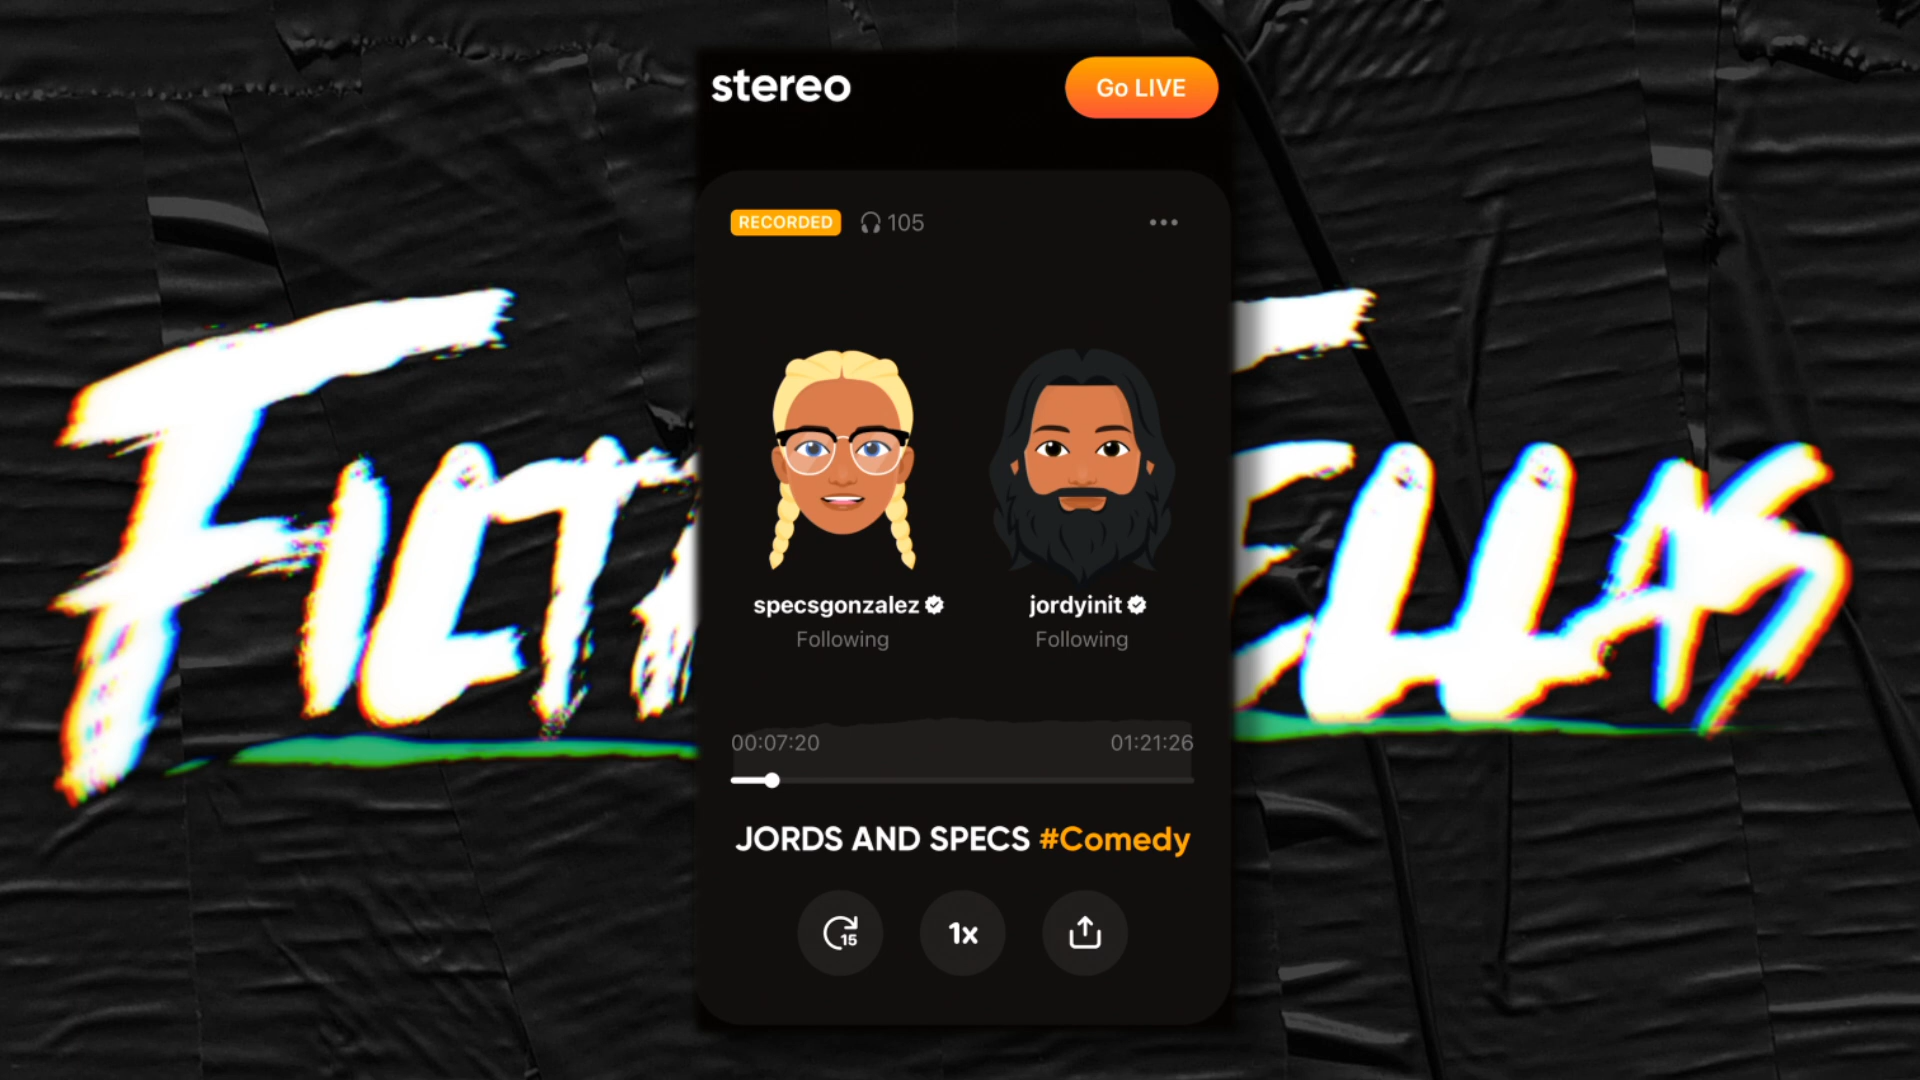 stereo
Go LIVE
RECORDED
105
specsgonzalez
jordyinit
Following
Following
00:07:20
01:21:26
JORDS AND SPECS #Comedy
15
1x